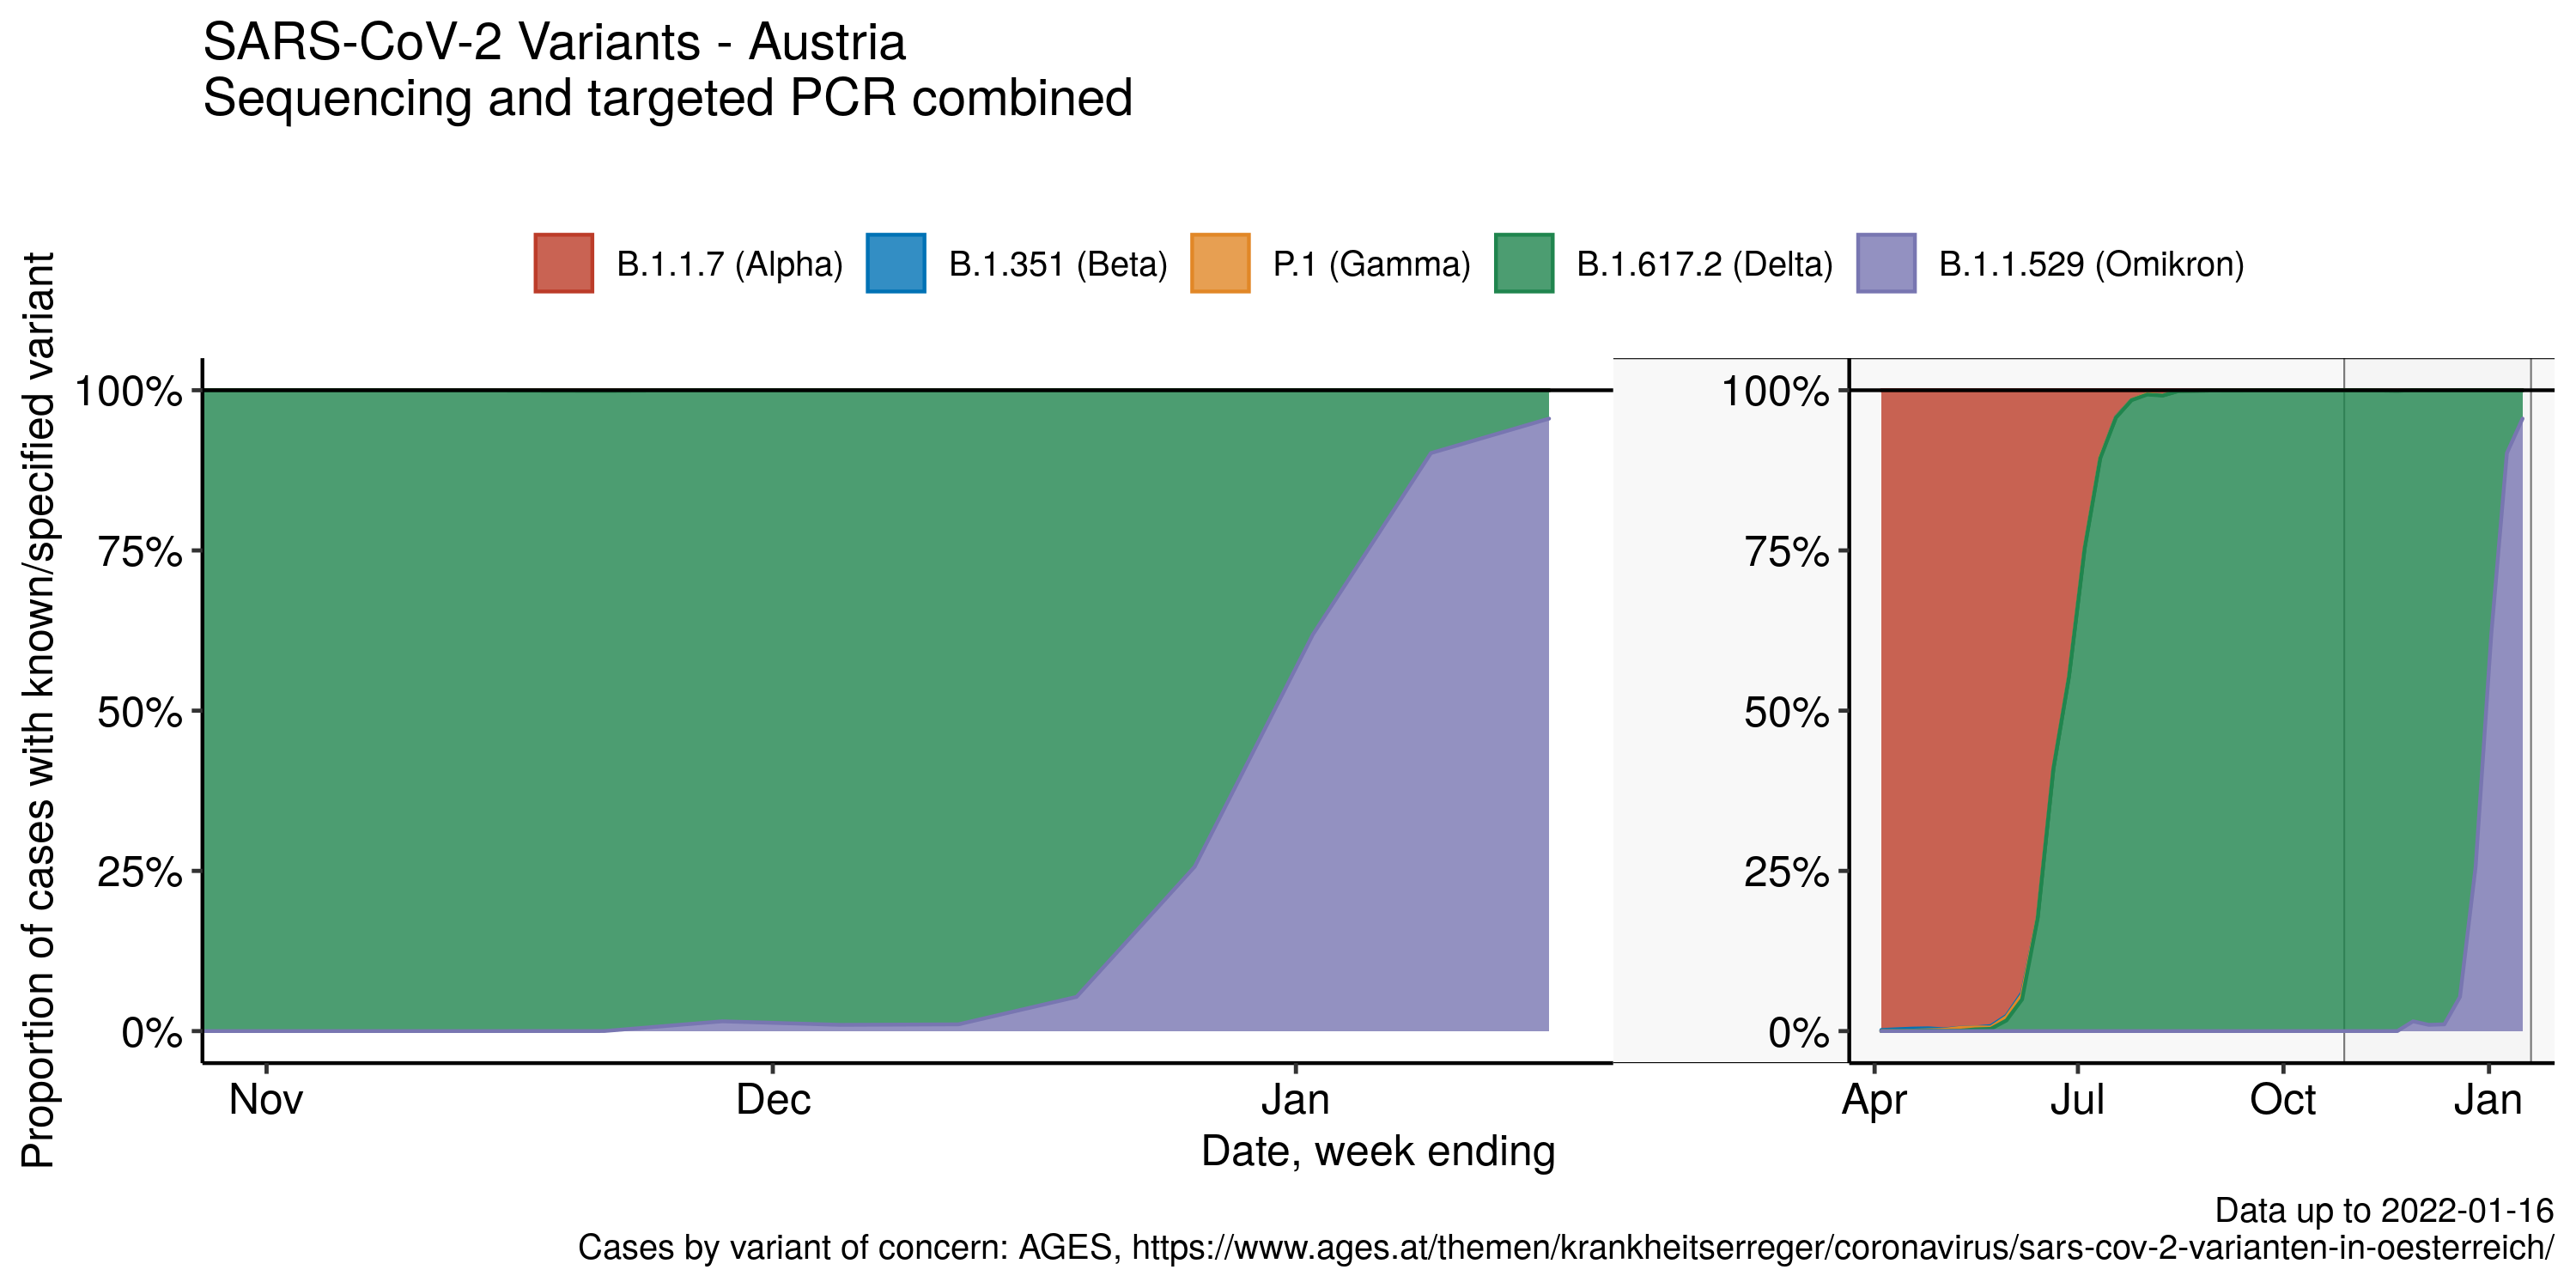 SARS-CoV-2 Variants - Austria
Sequencing and targeted PCR combined
B.1.1.7 (Alpha) B.1.351 (Beta) P.1 (Gamma) B.1.617.2 (Delta) B.1.1.529 (Omikron)
Proportion of cases with known/specified variant
100%
75%
50%
25%
0%
Nov Dec Jan
100%
75%
50%
25%
0%
Apr Jul Oct Jan
Date, week ending
Data up to 2022-01-16
Cases by variant of concern: AGES, https://www.ages.at/themen/krankheitserreger/coronavirus/sars-cov-2-varianten-in-oesterreich/